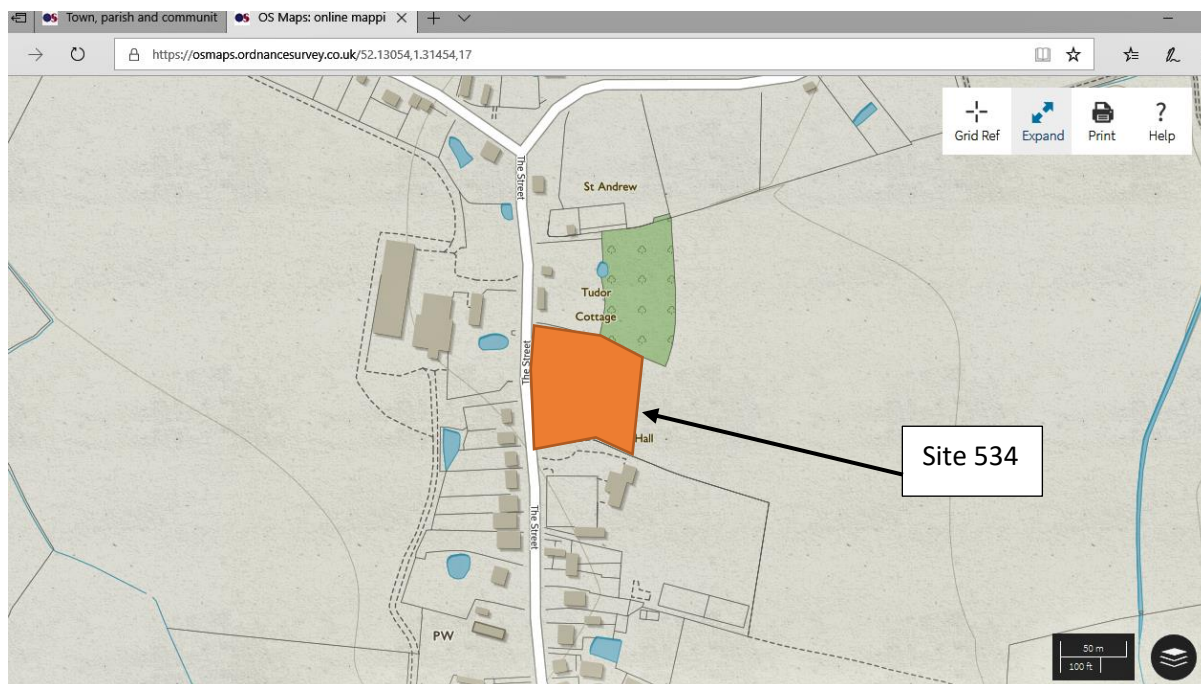 Town, parish and communit
OS Maps: online mappi
https://osmaps.ordnancesurvey.co.uk/52.13054,1.31454,17
Grid Ref
Expand
Print
?
Help
The Street
St Andrew
Tudor
Cottage
The Street
Hall
Site 534
The Street
PW
50 m
100 ft